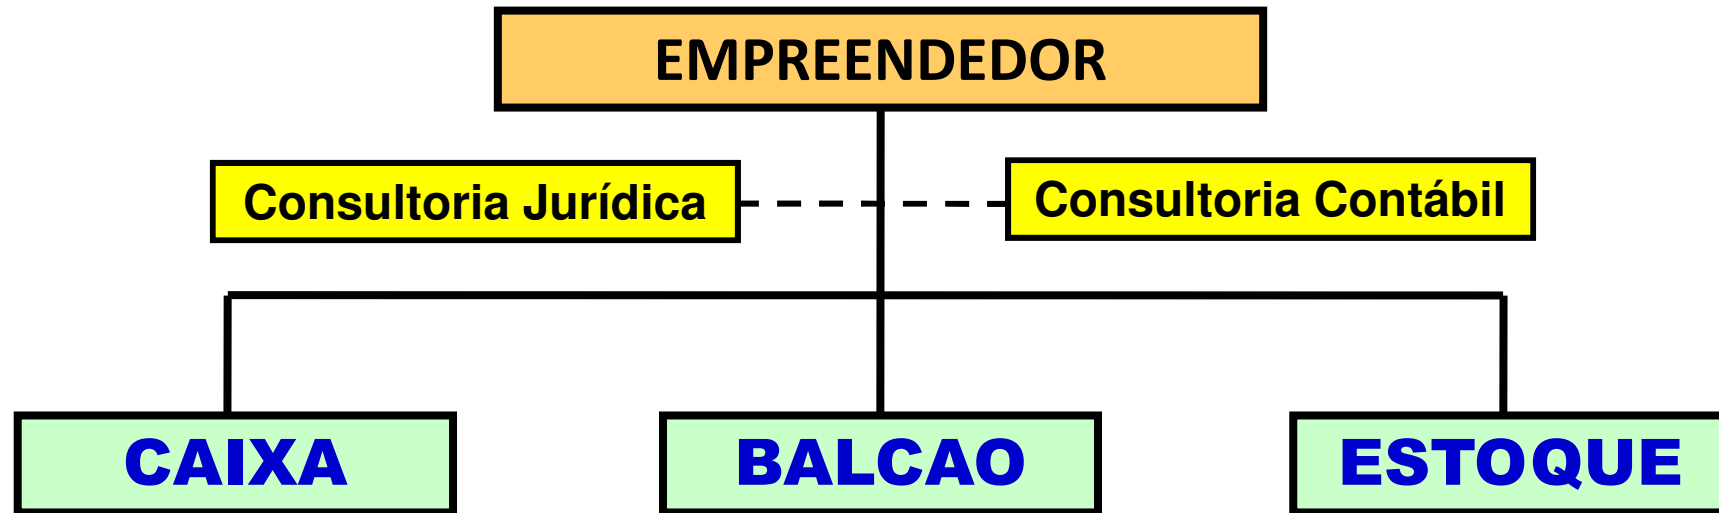 EMPREENDEDOR
Consultoria Jurídica
Consultoria Contábil
CAIXA
BALCAO
ESTOQUE